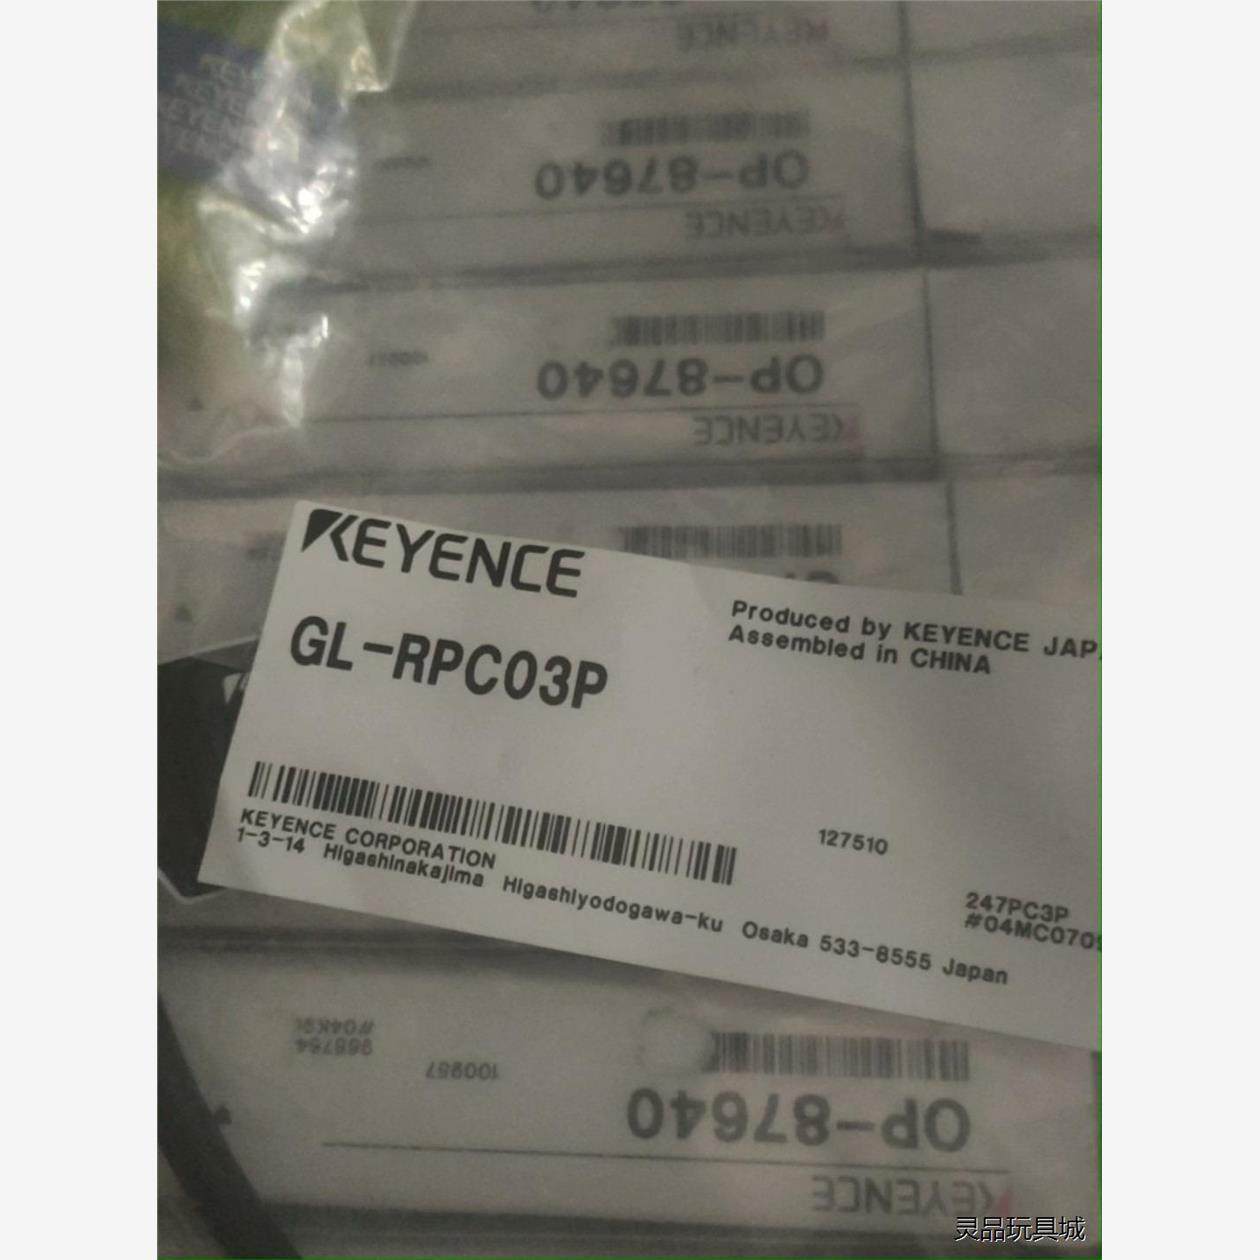 KEYENCE
OP-87640
KEYENCE
OP-87640
KEYENCE
KEYENCE
GL-RPC03P
Produced by KEYENCE JAP
Assembled in CHINA
KEYENCE CORPORATION
1-3-14 Higashinakajima Higashiyodogawa-ku Osaka 533-8555 Japan
127510
247PC3P
#04MC070
968764
100957
OP-87640
KEYENCE
灵品玩具城